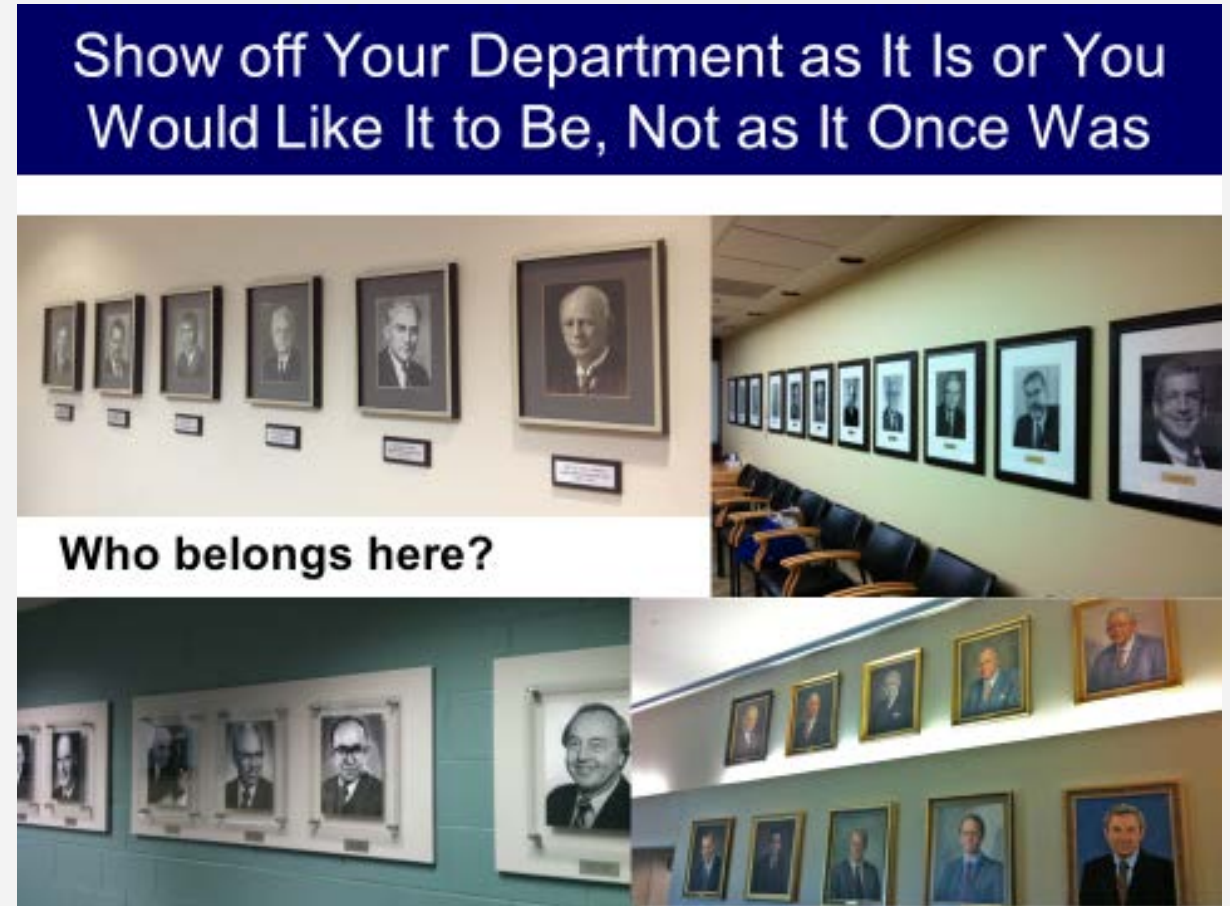 Show off Your Department as It Is or You
Would Like It to Be, Not as It Once Was
Who belongs here?